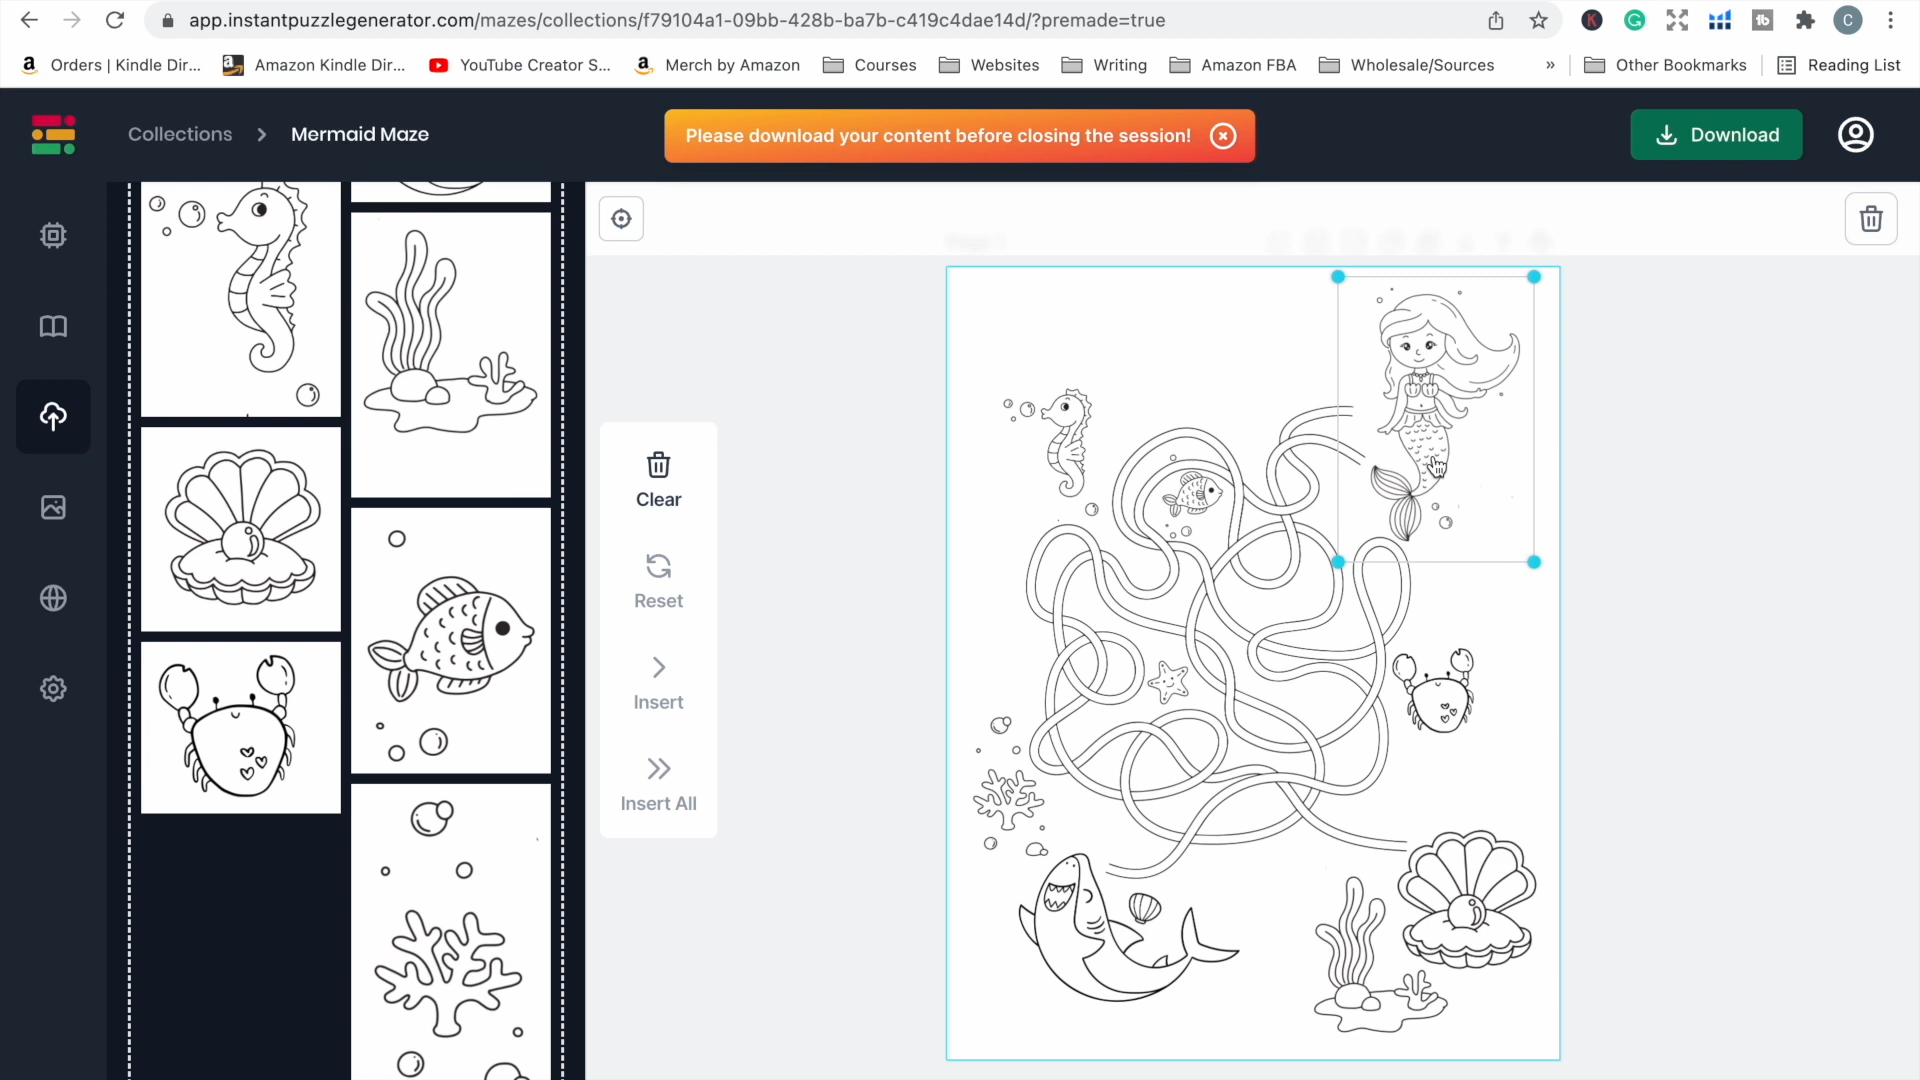 app.instantpuzzlegenerator.com/mazes/collections/f79104a1-09bb-428b-ba7b-c419c4dae14d/?premade=true
K
G
tb
C
Orders | Kindle Dir...
Amazon Kindle Dir...
YouTube Creator S...
Merch by Amazon
Courses
Websites
Writing
Amazon FBA
Wholesale/Sources
»
Other Bookmarks
Reading List
Collections > Mermaid Maze
Please download your content before closing the session!
Download
Clear
Reset
Insert
Insert All